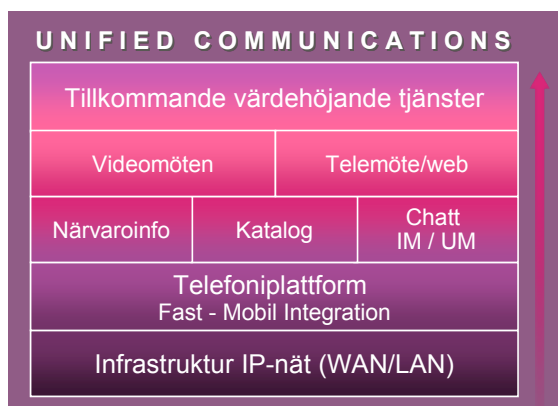 UNIFIED COMMUNICATIONS
Tillkommande värdehöjande tjänster
Videomöten
Telemöte/web
Närvaroinfo
Katalog
Chatt
IM / UM
Telefoniplattform
Fast - Mobil Integration
Infrastruktur IP-nät (WAN/LAN)